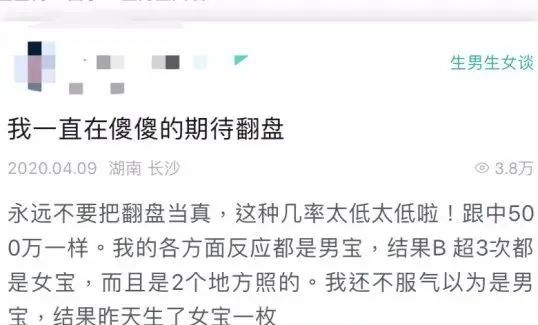 生男生女谈
我一直在傻傻的期待翻盘
2020.04.09 湖南 长沙 3.8万
永远不要把翻盘当真，这种几率太低太低啦！跟中50
0万一样。我的各方面反应都是男宝，结果B 超3次都
是女宝，而且是2个地方照的。我还不服气以为是男
宝，结果昨天生了女宝一枚